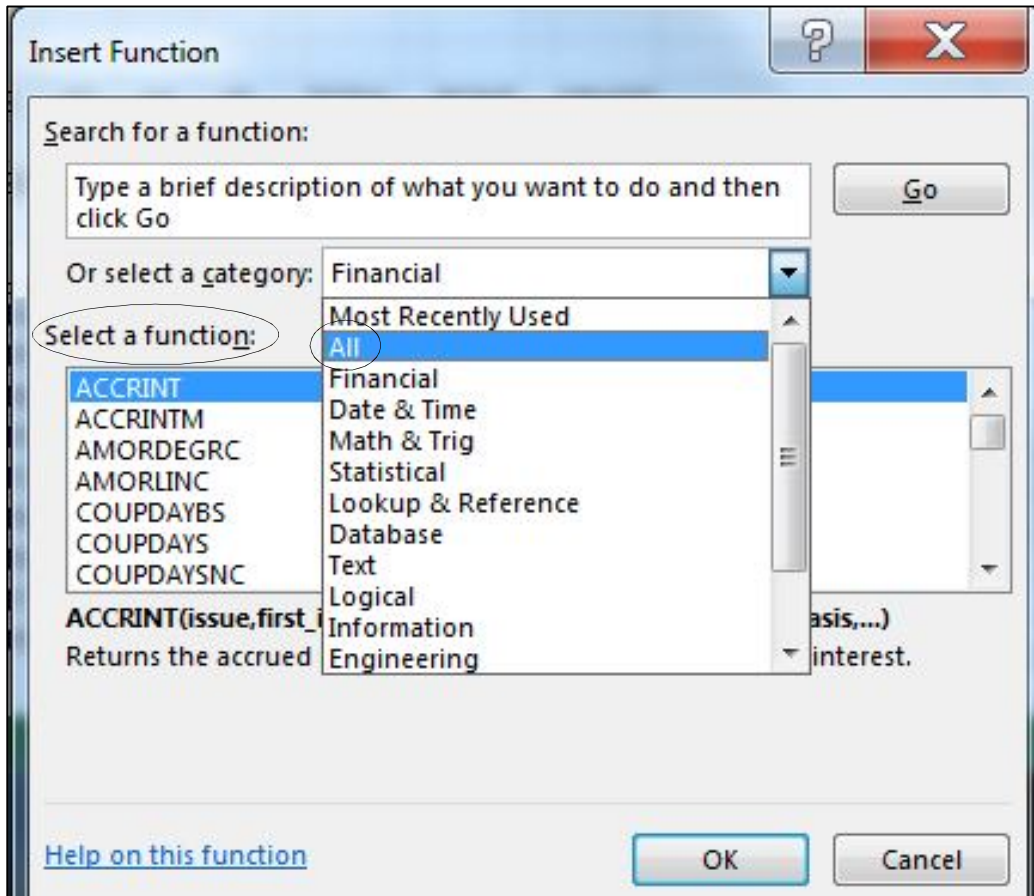 Insert Function
Search for a function:
Type a brief description of what you want to do and then
click Go
Go
Or select a category:
Financial
Most Recently Used
All
Financial
Date & Time
Math & Trig
Statistical
Lookup & Reference
Database
Text
Logical
Information
Engineering
Select a function:
ACCRINT
ACCRINTM
AMORDEGRC
AMORLINC
COUPDAYBS
COUPDAYS
COUPDAYSNC
ACCRINT(issue,first_i asis,...)
Returns the accrued interest.
Help on this function
OK
Cancel